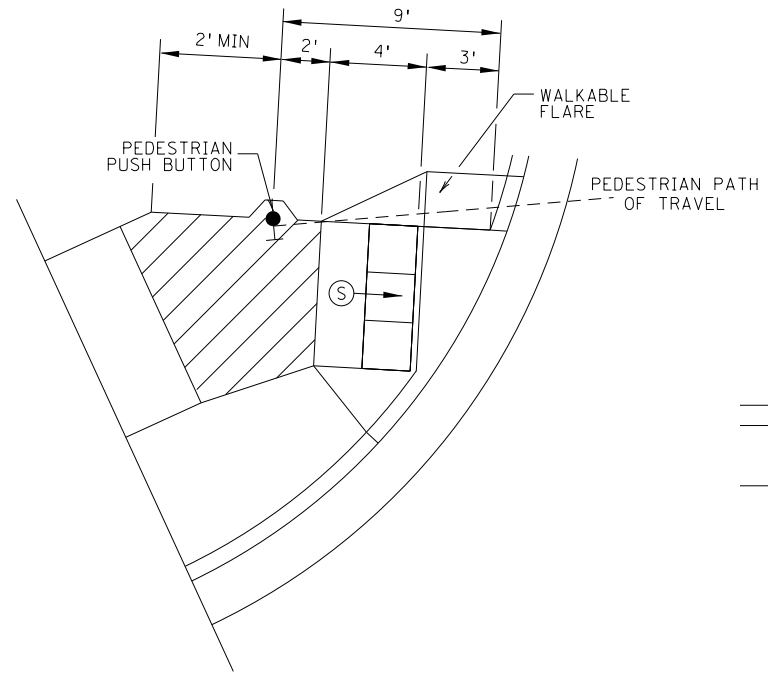 9'
2' MIN
2'
4'
3'
WALKABLE
FLARE
PEDESTRIAN
PUSH BUTTON
PEDESTRIAN PATH
OF TRAVEL
S